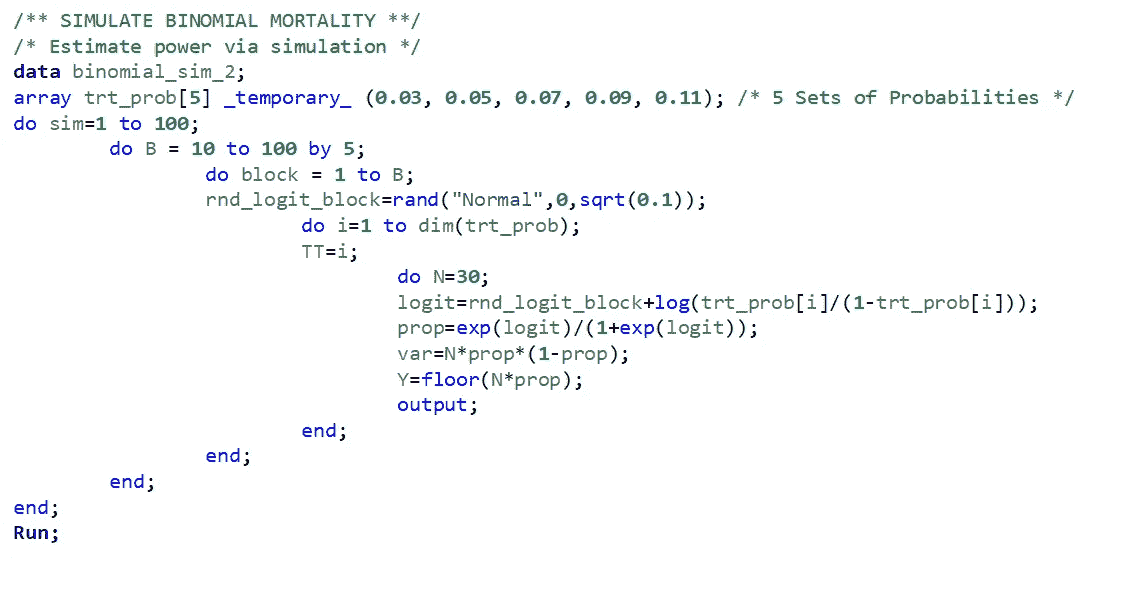 /** SIMULATE BINOMIAL MORTALITY **/
/* Estimate power via simulation */
data binomial_sim_2;
array trt_prob[5] _temporary_ (0.03, 0.05, 0.07, 0.09, 0.11); /* 5 Sets of Probabilities */
do sim=1 to 100;
do B = 10 to 100 by 5;
do block = 1 to B;
rnd_logit_block=rand("Normal",0,sqrt(0.1));
do i=1 to dim(trt_prob);
TT=i;
do N=30;
logit=rnd_logit_block+log(trt_prob[i]/(1-trt_prob[i]));
prop=exp(logit)/(1+exp(logit));
var=N*prop*(1-prop);
Y=floor(N*prop);
output;
end;
end;
end;
end;
Run;